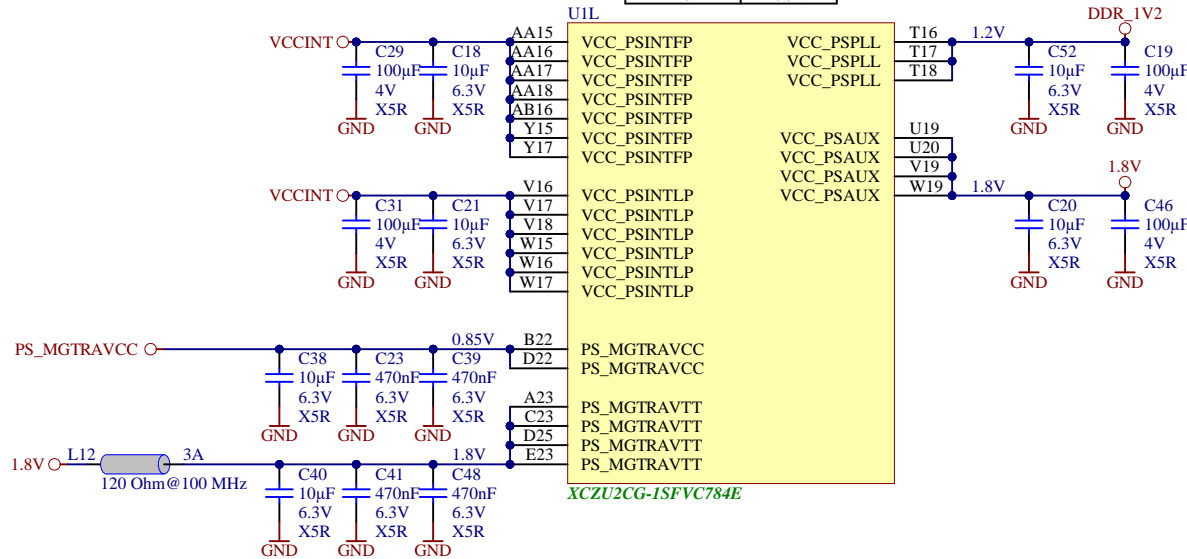 U1L
DDR_1V2
VCCINT
C29
100µF
4V
X5R
GND
C18
10µF
6.3V
X5R
GND
AA15 VCC_PSINTFP
AA16 VCC_PSINTFP
AA17 VCC_PSINTFP
AA18 VCC_PSINTFP
AB16 VCC_PSINTFP
Y15 VCC_PSINTFP
Y17 VCC_PSINTFP
VCC_PSPLL T16
VCC_PSPLL T17
VCC_PSPLL T18
1.2V
C52
10µF
6.3V
X5R
GND
C19
100µF
4V
X5R
GND
VCC_PSAUX U19
VCC_PSAUX U20
VCC_PSAUX V19
VCC_PSAUX W19
1.8V
1.8V
C20
10µF
6.3V
X5R
GND
C46
100µF
4V
X5R
GND
VCCINT
C31
100µF
4V
X5R
GND
C21
10µF
6.3V
X5R
GND
V16 VCC_PSINTLP
V17 VCC_PSINTLP
V18 VCC_PSINTLP
W15 VCC_PSINTLP
W16 VCC_PSINTLP
W17 VCC_PSINTLP
PS_MGTRAVCC
0.85V
C38
10µF
6.3V
X5R
GND
C23
470nF
6.3V
X5R
GND
C39
470nF
6.3V
X5R
GND
B22 PS_MGTRAVCC
D22 PS_MGTRAVCC
A23 PS_MGTRAVTT
C23 PS_MGTRAVTT
D25 PS_MGTRAVTT
E23 PS_MGTRAVTT
1.8V
L12
3A
120 Ohm@100 MHz
1.8V
C40
10µF
6.3V
X5R
GND
C41
470nF
6.3V
X5R
GND
C48
470nF
6.3V
X5R
GND
XCZU2CG-1SFVC784E